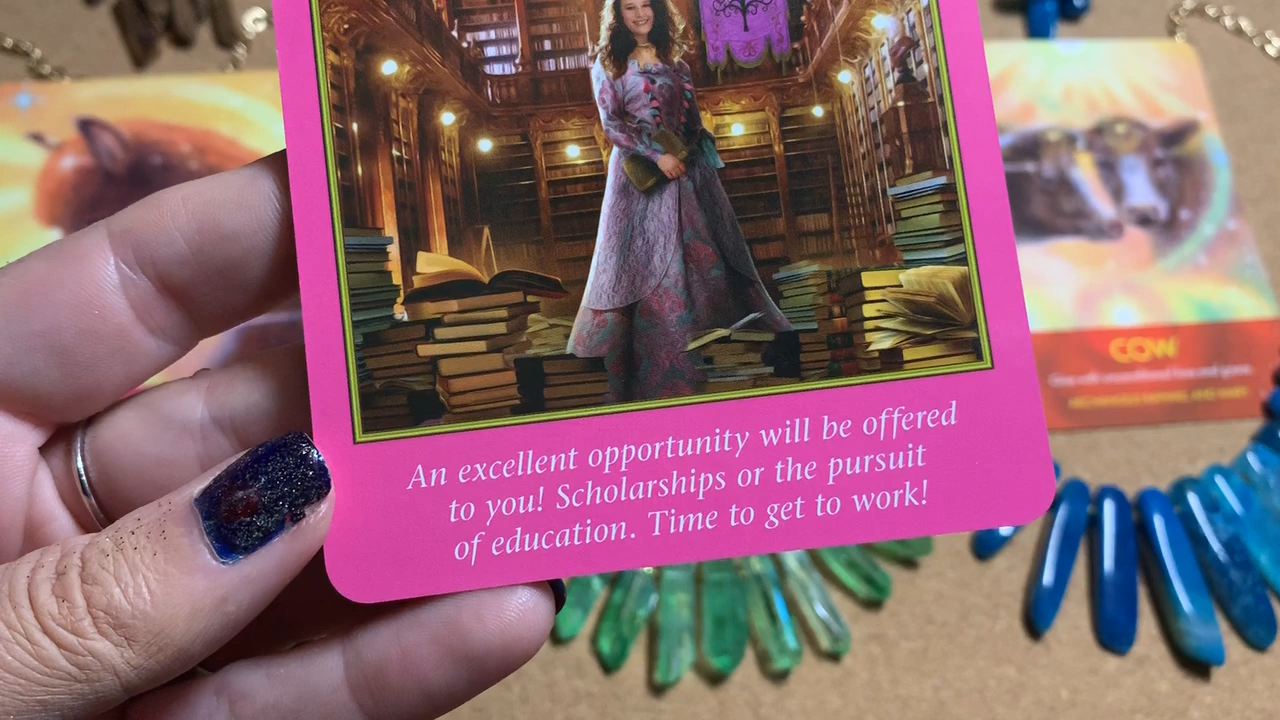 An excellent opportunity will be offered
to you! Scholarships or the pursuit
of education. Time to get to work!
COW